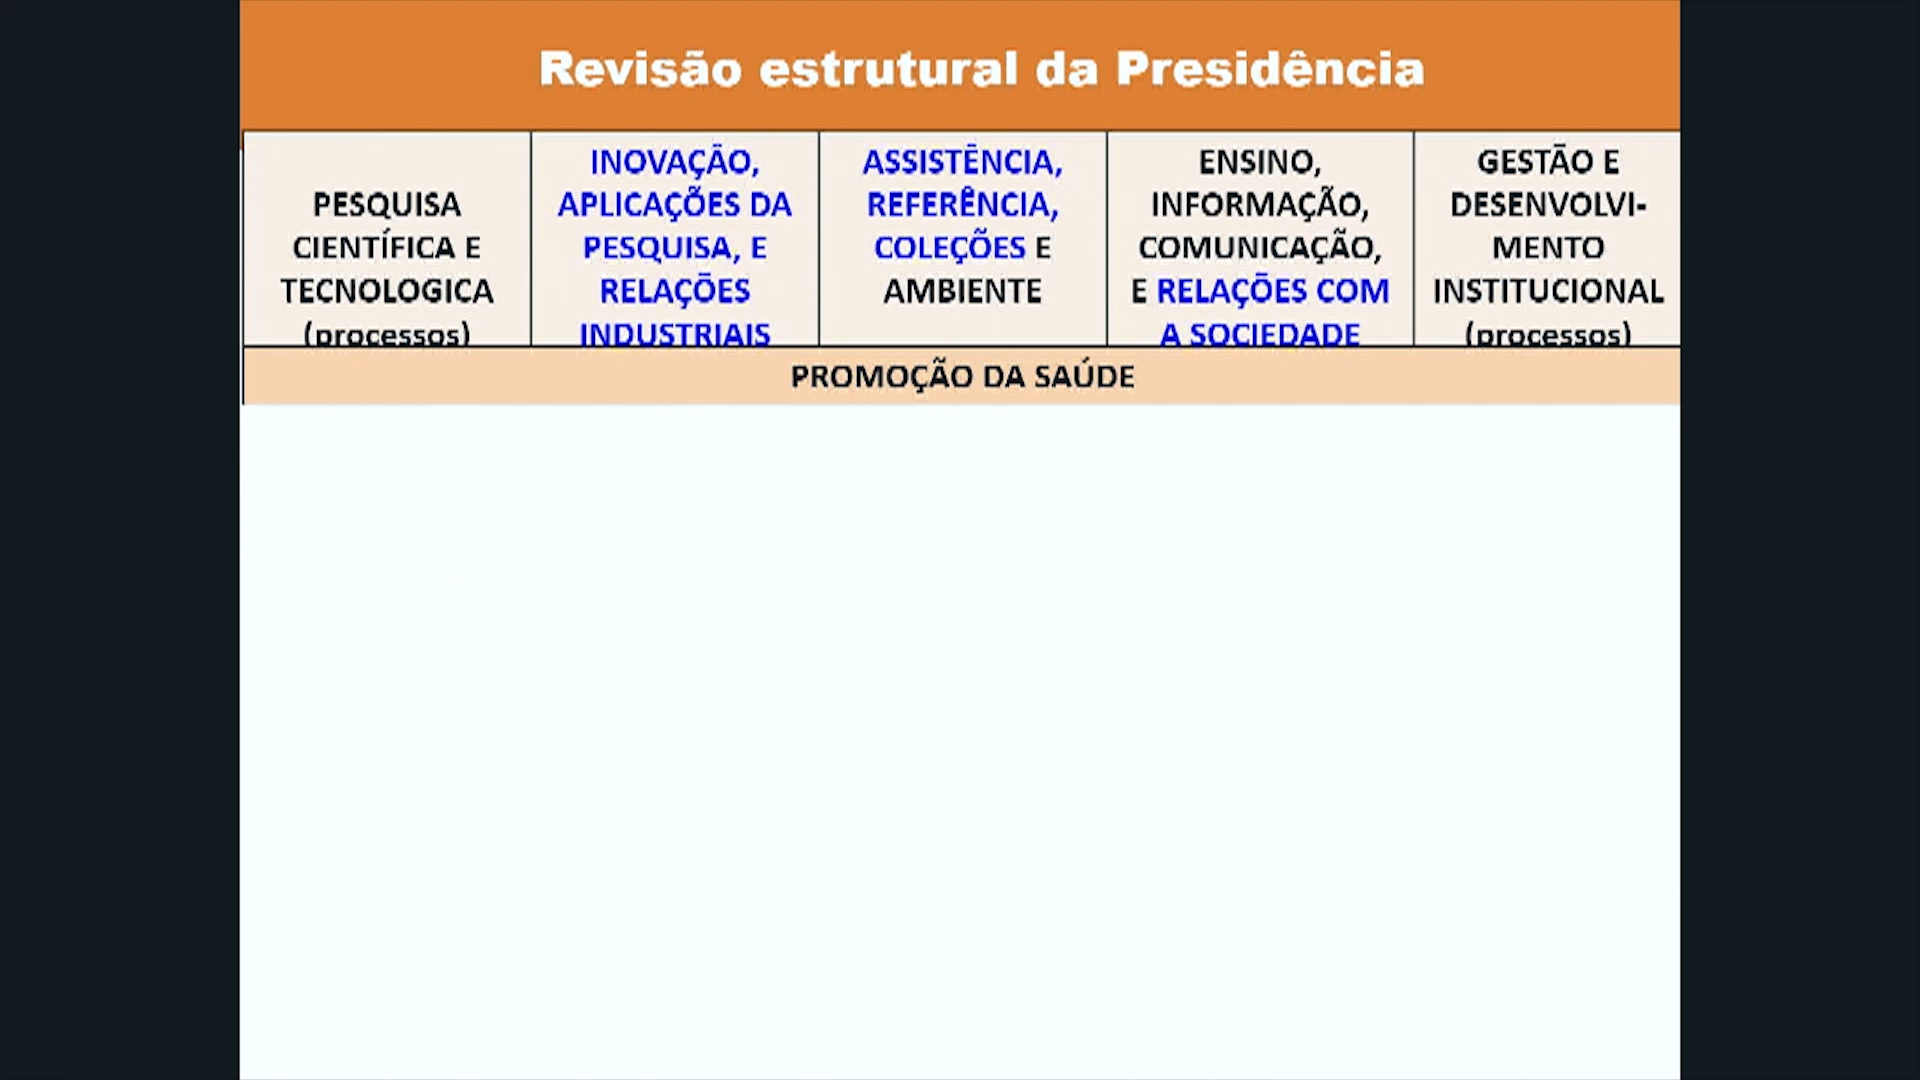 Revisão estrutural da Presidência
PESQUISA
CIENTÍFICA E
TECNOLOGICA
(processos)
INOVAÇÃO,
APLICAÇÕES DA
PESQUISA, E
RELAÇÕES
INDUSTRIAIS
ASSISTÊNCIA,
REFERÊNCIA,
COLEÇÕES E
AMBIENTE
ENSINO,
INFORMAÇÃO,
COMUNICAÇÃO,
E RELAÇÕES COM
A SOCIEDADE
GESTÃO E
DESENVOLVI-
MENTO
INSTITUCIONAL
(processos)
PROMOÇÃO DA SAÚDE